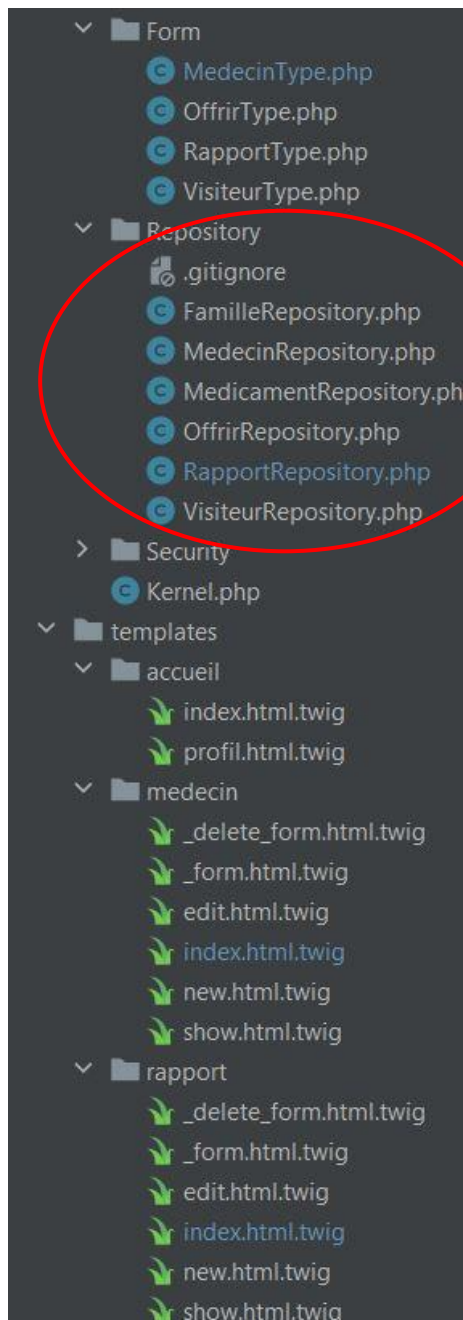 Form
MedecinType.php
OffrirType.php
RapportType.php
VisiteurType.php
Repository
.gitignore
FamilleRepository.php
MedecinRepository.php
MedicamentRepository.ph
OffrirRepository.php
RapportRepository.php
VisiteurRepository.php
Security
Kernel.php
templates
accueil
index.html.twig
profil.html.twig
medecin
_delete_form.html.twig
_form.html.twig
edit.html.twig
index.html.twig
new.html.twig
show.html.twig
rapport
_delete_form.html.twig
_form.html.twig
edit.html.twig
index.html.twig
new.html.twig
show.html.twig